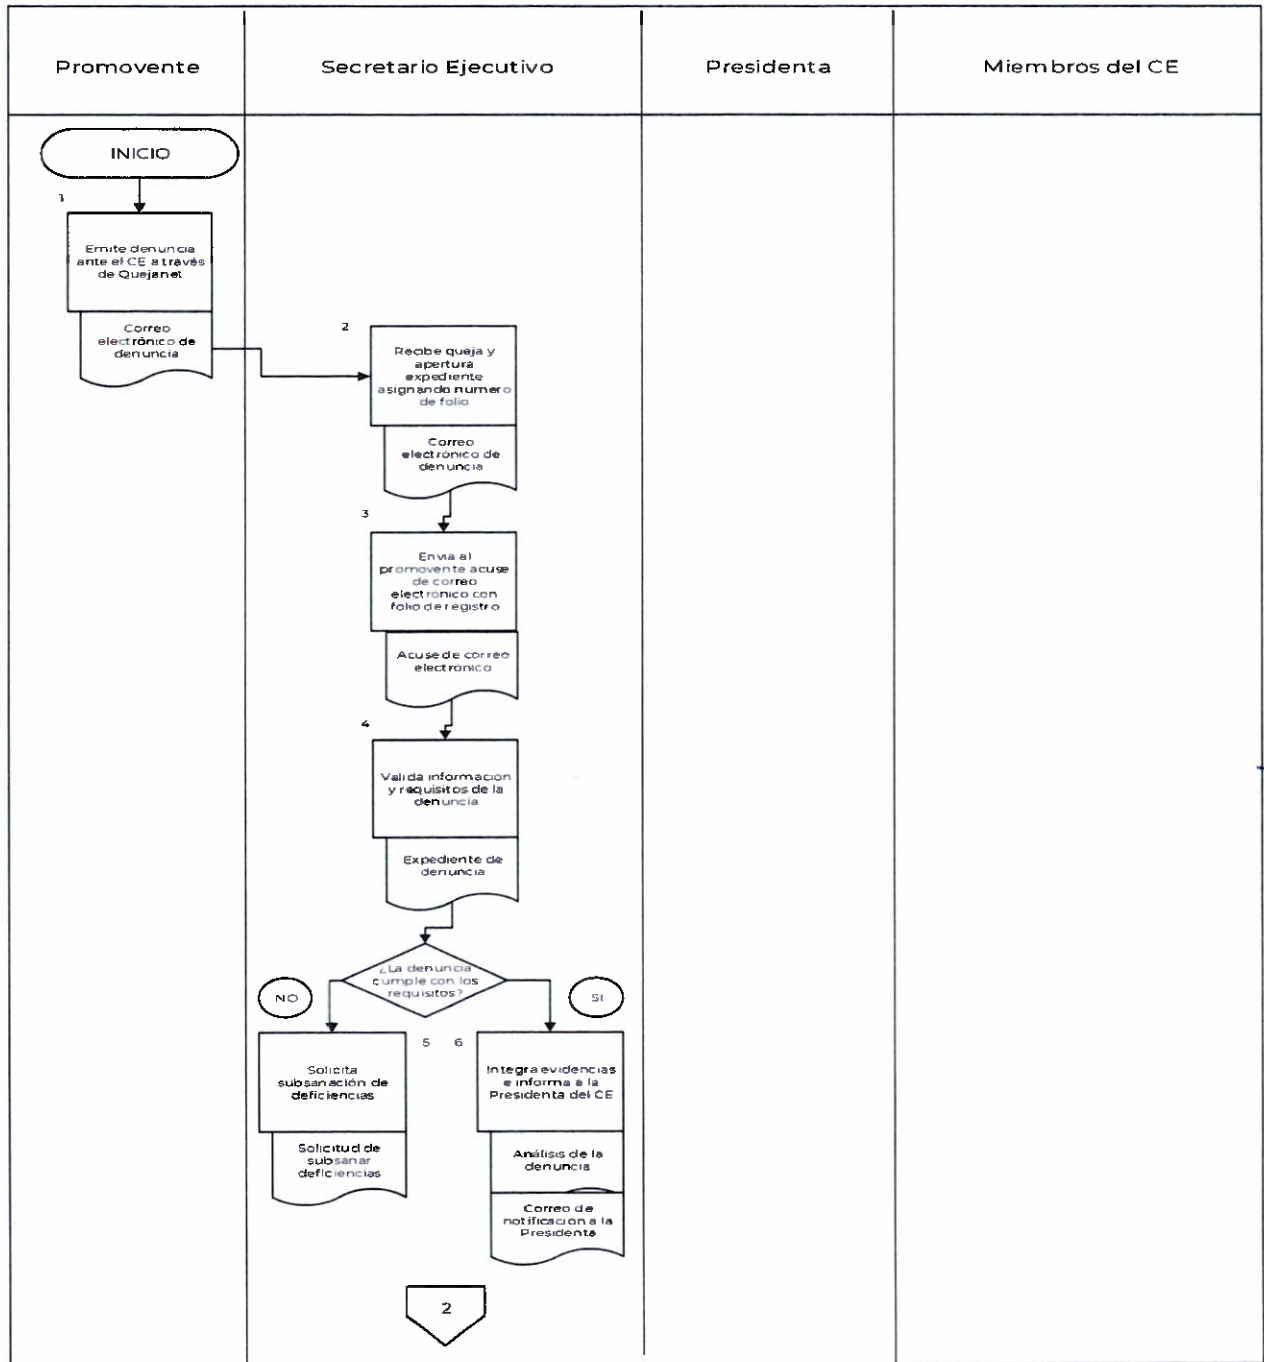 Promovente
Secretario Ejecutivo
Presidenta
Miembros del CE
INICIO
1
Emite denuncia
ante el CE a través
de Quejanet
Correo
electrónico de
denuncia
2
Recibe queja y
apertura
expediente
asignando numero
de folio
Correo
electrónico de
denuncia
3
Envia al
promovente acuse
de correo
electrónico con
folio de registro
Acuse de correo
electrónico
4
Valida informacion
y requisitos de la
denuncia
Expediente de
denuncia
¿La denuncia
cumple con los
requisitos?
NO
SI
5
6
Solicita
subsanación de
deficiencias
Solicitud de
subsanar
deficiencias
Integra evidencias
e informa a la
Presidenta del CE
Análisis de la
denuncia
Correo de
notificación a la
Presidenta
2